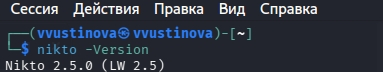 Сессия Действия Правка Вид Справка
┌──(vvustinova㉿vvustinova)-[~]
└─$ nikto -Version
Nikto 2.5.0 (LW 2.5)